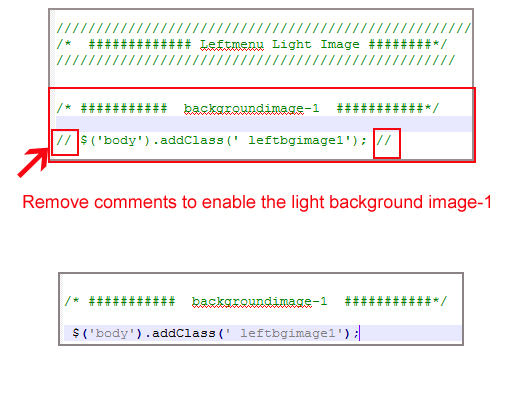 ////////////////////////////////////////////////////
/*  ############# Leftmenu Light Image ########*/
//////////////////////////////////////////////////
/* ###########  backgroundimage-1  ###########*/
// $('body').addClass(' leftbgimage1'); //
Remove comments to enable the light background image-1
/* ###########  backgroundimage-1  ###########*/
$('body').addClass(' leftbgimage1');